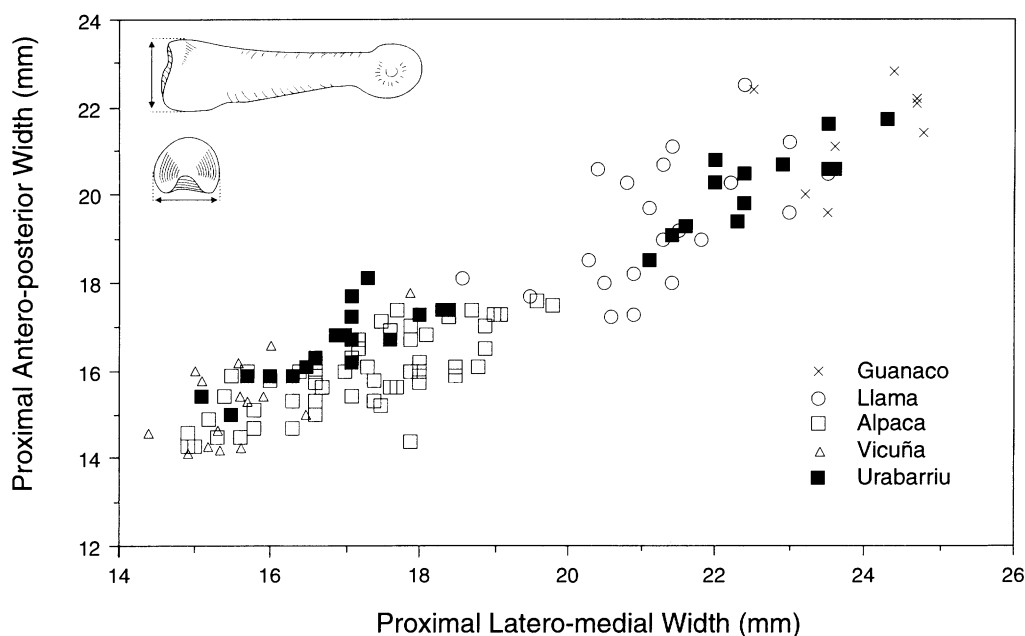 24
22
20
18
16
14
12
Proximal Antero-posterior Width (mm)
Guanaco
Llama
Alpaca
Vicuña
Urabarriu
14 16 18 20 22 24 26
Proximal Latero-medial Width (mm)